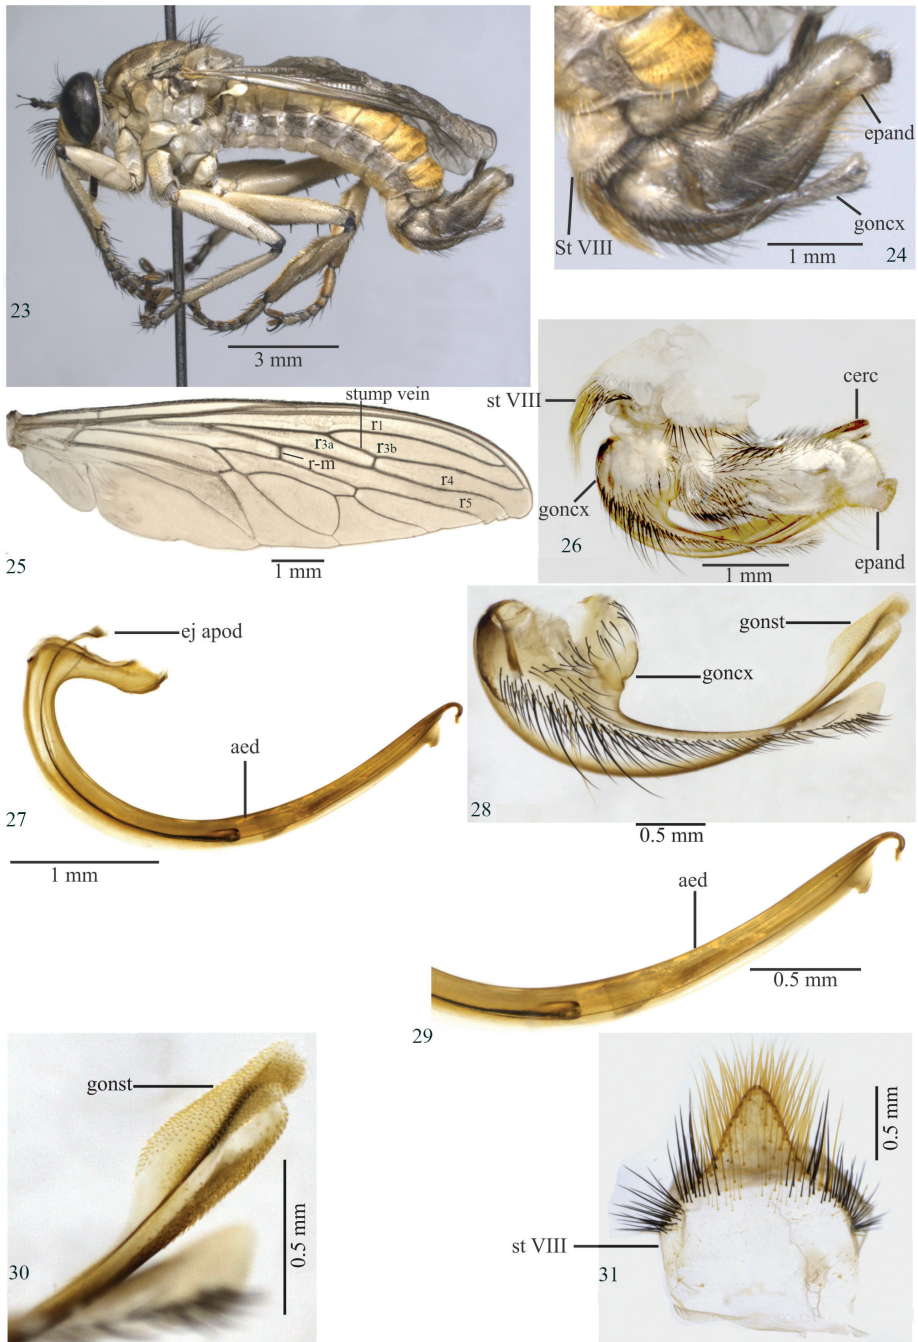 23
3 mm
epand
goncx
St VIII
1 mm
24
stump vein
r1
r3a
r3b
r-m
r4
r5
25
1 mm
st VIII
cerc
goncx
26
epand
1 mm
ej apod
aed
27
1 mm
gonst
goncx
28
0.5 mm
aed
0.5 mm
29
gonst
0.5 mm
30
0.5 mm
st VIII
31